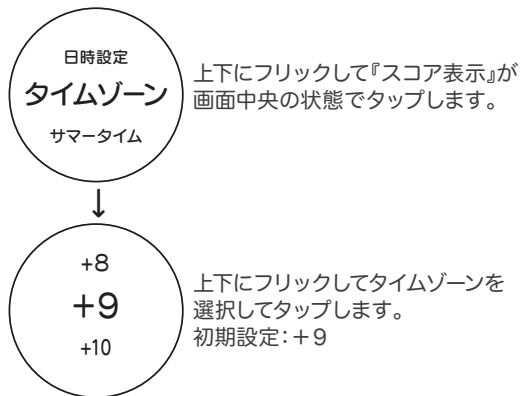 日時設定
タイムゾーン
サマータイム
上下にフリックして『スコア表示』が
画面中央の状態でタップします。
↓
+8
+9
+10
上下にフリックしてタイムゾーンを
選択してタップします。
初期設定：＋９